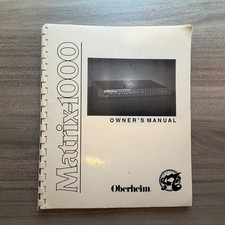 Matrix-1000
OWNER'S MANUAL
Oberheim